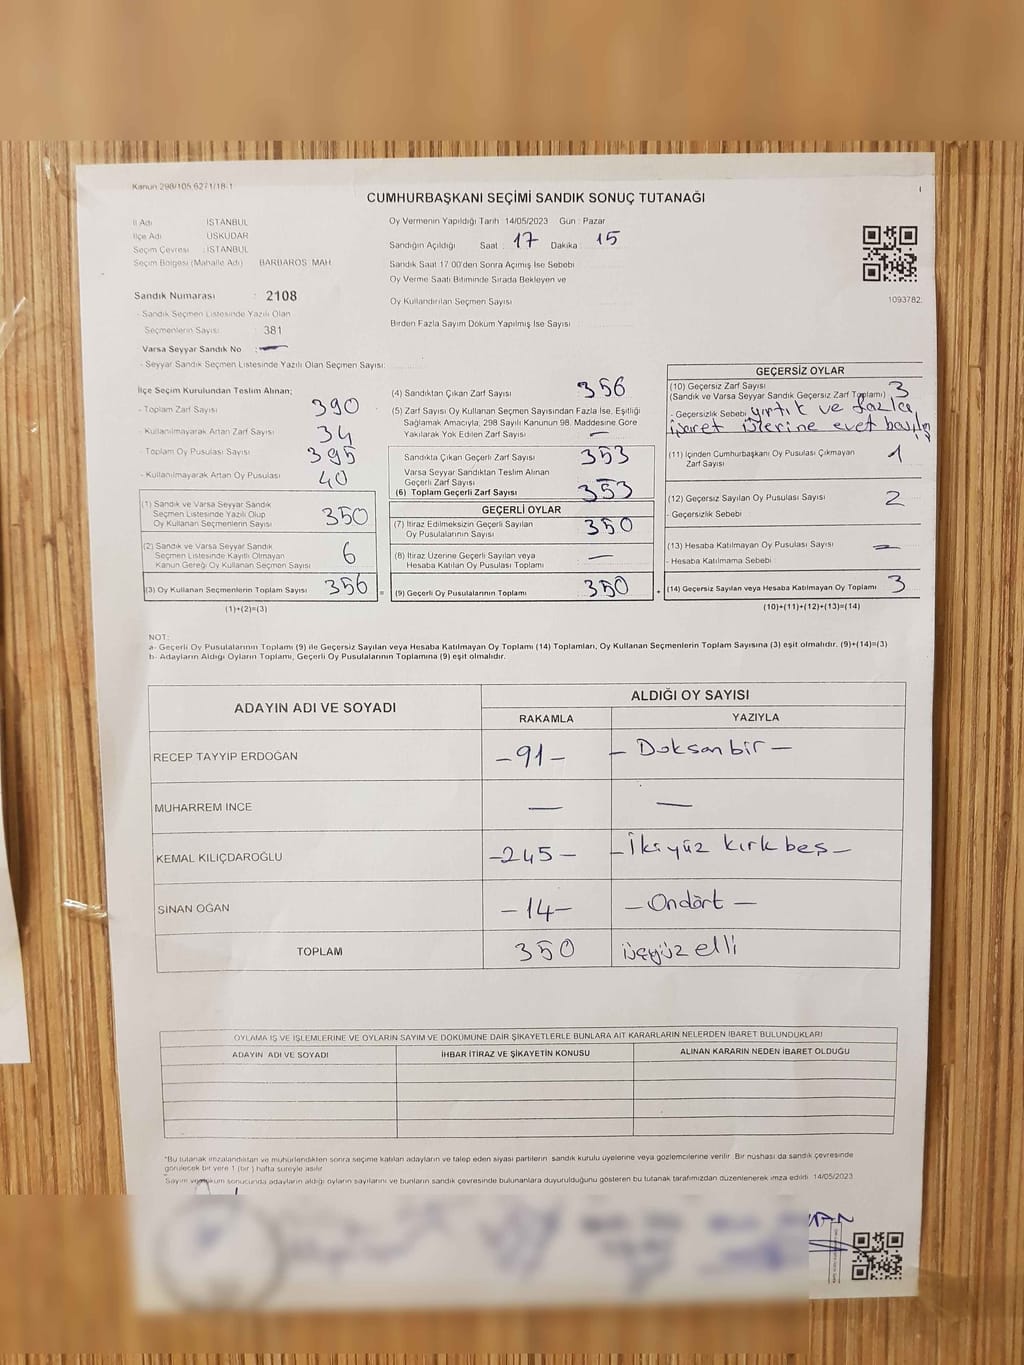 Kanun 298/105 6271/18-1
CUMHURBAŞKANI SEÇİMİ SANDIK SONUÇ TUTANAĞI
İl Adı : İSTANBUL
İlçe Adı : ÜSKÜDAR
Seçim Çevresi : İSTANBUL
Seçim Bölgesi (Mahalle Adı) : BARBAROS MAH.
Sandık Numarası : 2108
- Sandık Seçmen Listesinde Yazılı Olan
Seçmenlerin Sayısı : 381
Varsa Seyyar Sandık No : —
- Seyyar Sandık Seçmen Listesinde Yazılı Olan Seçmen Sayısı:
Oy Vermenin Yapıldığı Tarih 14/05/2023 Gün : Pazar
Sandığın Açıldığı Saat : 17 Dakika : 15
Sandık Saat 17 00'den Sonra Açımış İse Sebebi
Oy Verme Saati Bitiminde Sırada Bekleyen ve
Oy Kullandırılan Seçmen Sayısı
Birden Fazla Sayım Döküm Yapılmış İse Sayısı
1093782
İlçe Seçim Kurulundan Teslim Alınan;
- Toplam Zarf Sayısı 390
- Kullanılmayarak Artan Zarf Sayısı 34
- Toplam Oy Pusulası Sayısı 395
- Kullanılmayarak Artan Oy Pusulası 40
(1) Sandık ve Varsa Seyyar Sandık
Seçmen Listesinde Yazılı Olup
Oy Kullanan Seçmenlerin Sayısı 350
(2) Sandık ve Varsa Seyyar Sandık
Seçmen Listesinde Kayıtlı Olmayan
Kanun Gereği Oy Kullanan Seçmen Sayısı 6
(3) Oy Kullanan Seçmenlerin Toplam Sayısı 356 =
(1)+(2)=(3)
(4) Sandıktan Çıkan Zarf Sayısı 356
(5) Zarf Sayısı Oy Kullanan Seçmen Sayısından Fazla İse, Eşitliği
Sağlamak Amacıyla, 298 Sayılı Kanunun 98. Maddesine Göre
Yakılarak Yok Edilen Zarf Sayısı —
Sandıkta Çıkan Geçerli Zarf Sayısı 353
Varsa Seyyar Sandıktan Teslim Alınan
Geçerli Zarf Sayısı
(6) Toplam Geçerli Zarf Sayısı 353
GEÇERLİ OYLAR
(7) İtiraz Edilmeksizin Geçerli Sayılan
Oy Pusulalarının Sayısı 350
(8) İtiraz Üzerine Geçerli Sayılan veya
Hesaba Katılan Oy Pusulası Toplamı —
(9) Geçerli Oy Pusulalarının Toplamı 350 +
GEÇERSİZ OYLAR
(10) Geçersiz Zarf Sayısı 3
(Sandık ve Varsa Seyyar Sandık Geçersiz Zarf Toplamı)
- Geçersizlik Sebebi yırtık ve fazla
işaret üzerine evet
(11) İçinden Cumhurbaşkanı Oy Pusulası Çıkmayan
Zarf Sayısı 1
(12) Geçersiz Sayılan Oy Pusulası Sayısı 2
- Geçersizlik Sebebi
(13) Hesaba Katılmayan Oy Pusulası Sayısı —
- Hesaba Katılmama Sebebi
(14) Geçersiz Sayılan veya Hesaba Katılmayan Oy Toplamı 3
(10)+(11)+(12)+(13)=(14)
NOT:
a- Geçerli Oy Pusulalarının Toplamı (9) ile Geçersiz Sayılan veya Hesaba Katılmayan Oy Toplamı (14) Toplamları, Oy Kullanan Seçmenlerin Toplam Sayısına (3) eşit olmalıdır. (9)+(14)=(3)
b- Adayların Aldığı Oyların Toplamı, Geçerli Oy Pusulalarının Toplamına (9) eşit olmalıdır.
ADAYIN ADI VE SOYADI
ALDIĞI OY SAYISI
RAKAMLA YAZIYLA
RECEP TAYYİP ERDOĞAN -91- - Doksan bir -
MUHARREM İNCE — —
KEMAL KILIÇDAROĞLU -245- - İkiyüz kırk beş -
SİNAN OĞAN -14- - Ondört -
TOPLAM 350 üçyüz elli
OYLAMA İŞ VE İŞLEMLERİNE VE OYLARIN SAYIM VE DÖKÜMÜNE DAİR ŞİKAYETLERLE BUNLARA AİT KARARLARIN NELERDEN İBARET BULUNDUKLARI
ADAYIN ADI VE SOYADI İHBAR İTİRAZ VE ŞİKAYETİN KONUSU ALINAN KARARIN NEDEN İBARET OLDUĞU
*Bu tutanak imzalandıktan ve mühürlendikten sonra seçime katılan adayların ve talep eden siyasi partilerin sandık kurulu üyelerine veya gözlemcilerine verilir. Bir nüshası da sandık çevresinde
görülecek bir yere 1 (bir ) hafta süreyle asılır.
*Sayım ve döküm sonucunda adayların aldığı oyların sayılarını ve bunların sandık çevresinde bulunanlara duyurulduğunu gösteren bu tutanak tarafımızdan düzenlenerek imza edildi. 14/05/2023